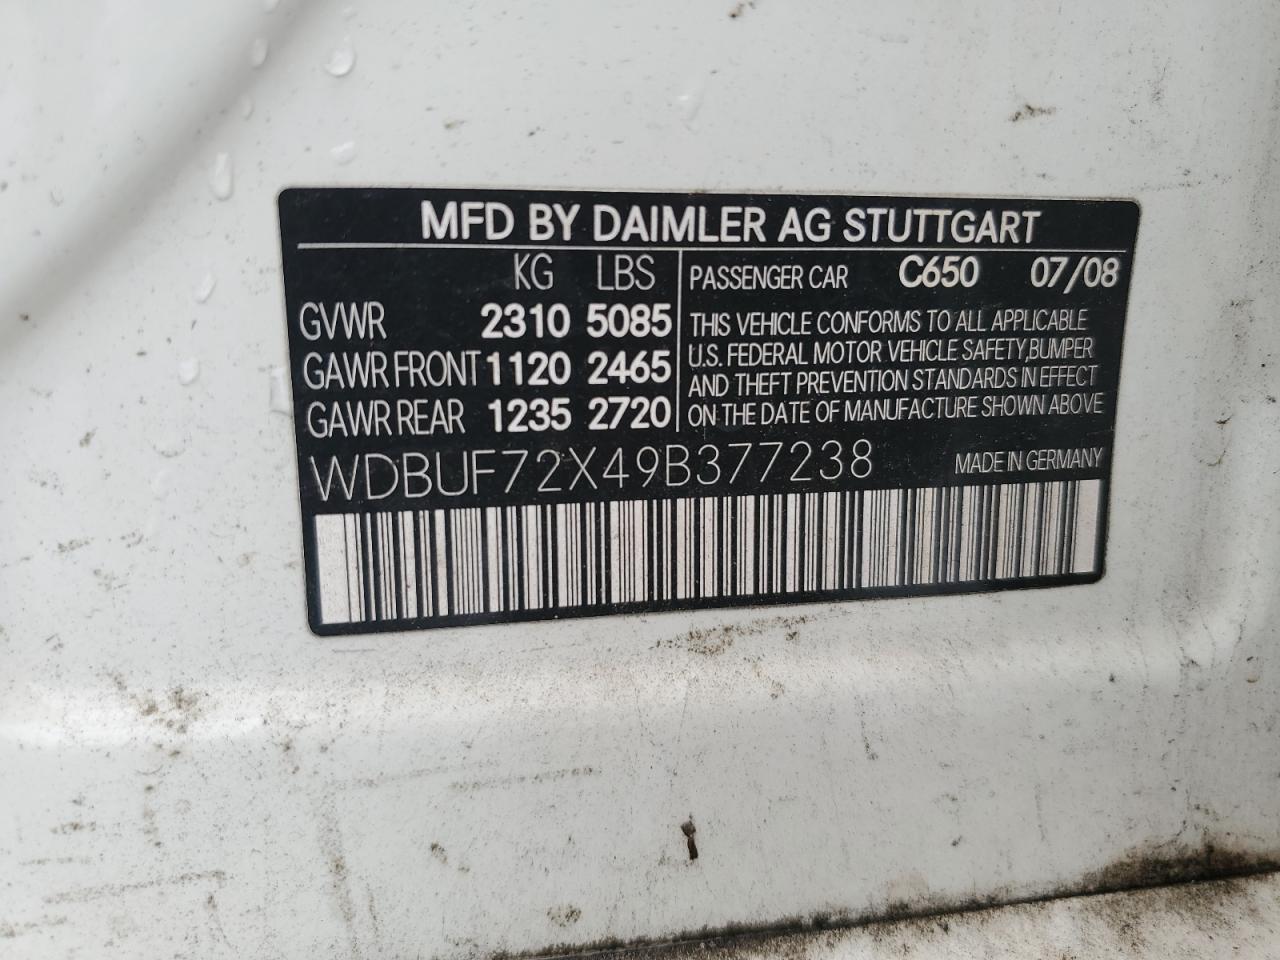 MFD BY DAIMLER AG STUTTGART
KG LBS
GVWR 2310 5085
GAWR FRONT 1120 2465
GAWR REAR 1235 2720
PASSENGER CAR C650 07/08
THIS VEHICLE CONFORMS TO ALL APPLICABLE
U.S. FEDERAL MOTOR VEHICLE SAFETY, BUMPER
AND THEFT PREVENTION STANDARDS IN EFFECT
ON THE DATE OF MANUFACTURE SHOWN ABOVE
WDBUF72X49B377238 MADE IN GERMANY